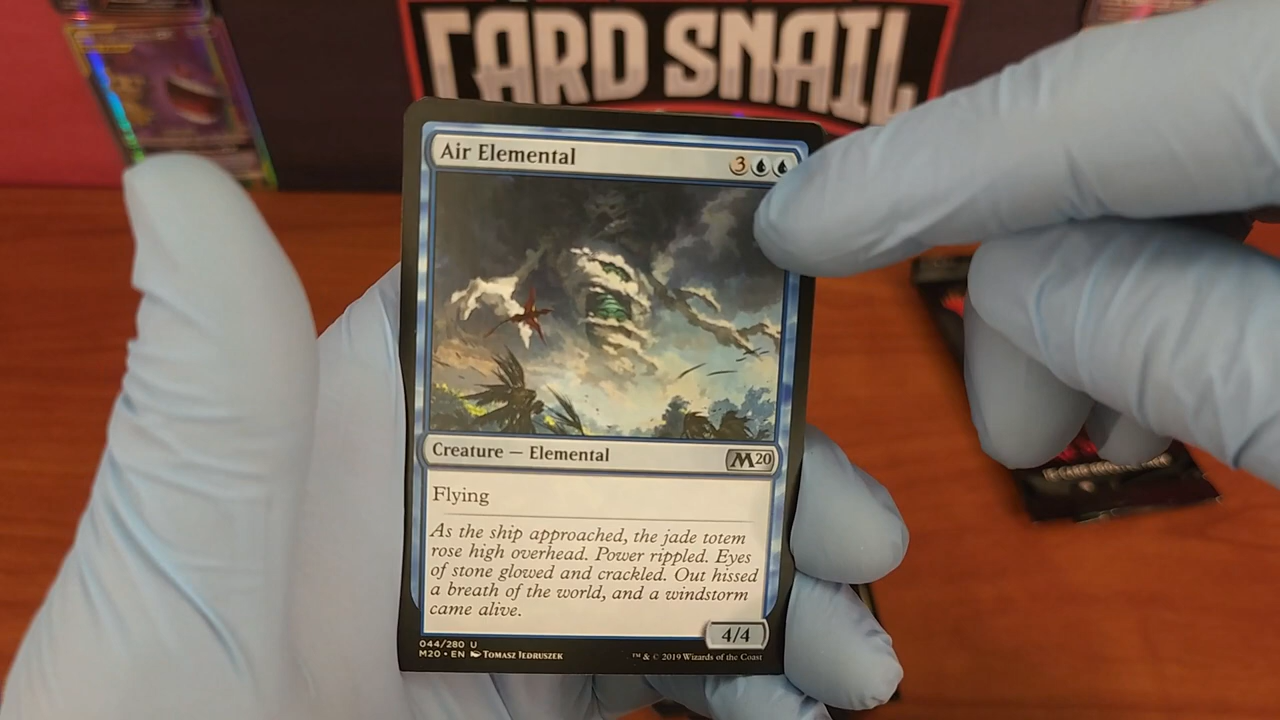 CARD SNAIL
Air Elemental
3
Creature — Elemental
M20
Flying
As the ship approached, the jade totem
rose high overhead. Power rippled. Eyes
of stone glowed and crackled. Out hissed
a breath of the world, and a windstorm
came alive.
4/4
044/280 U
M20 • EN Tomasz Jedruszek
™ & © 2019 Wizards of the Coast